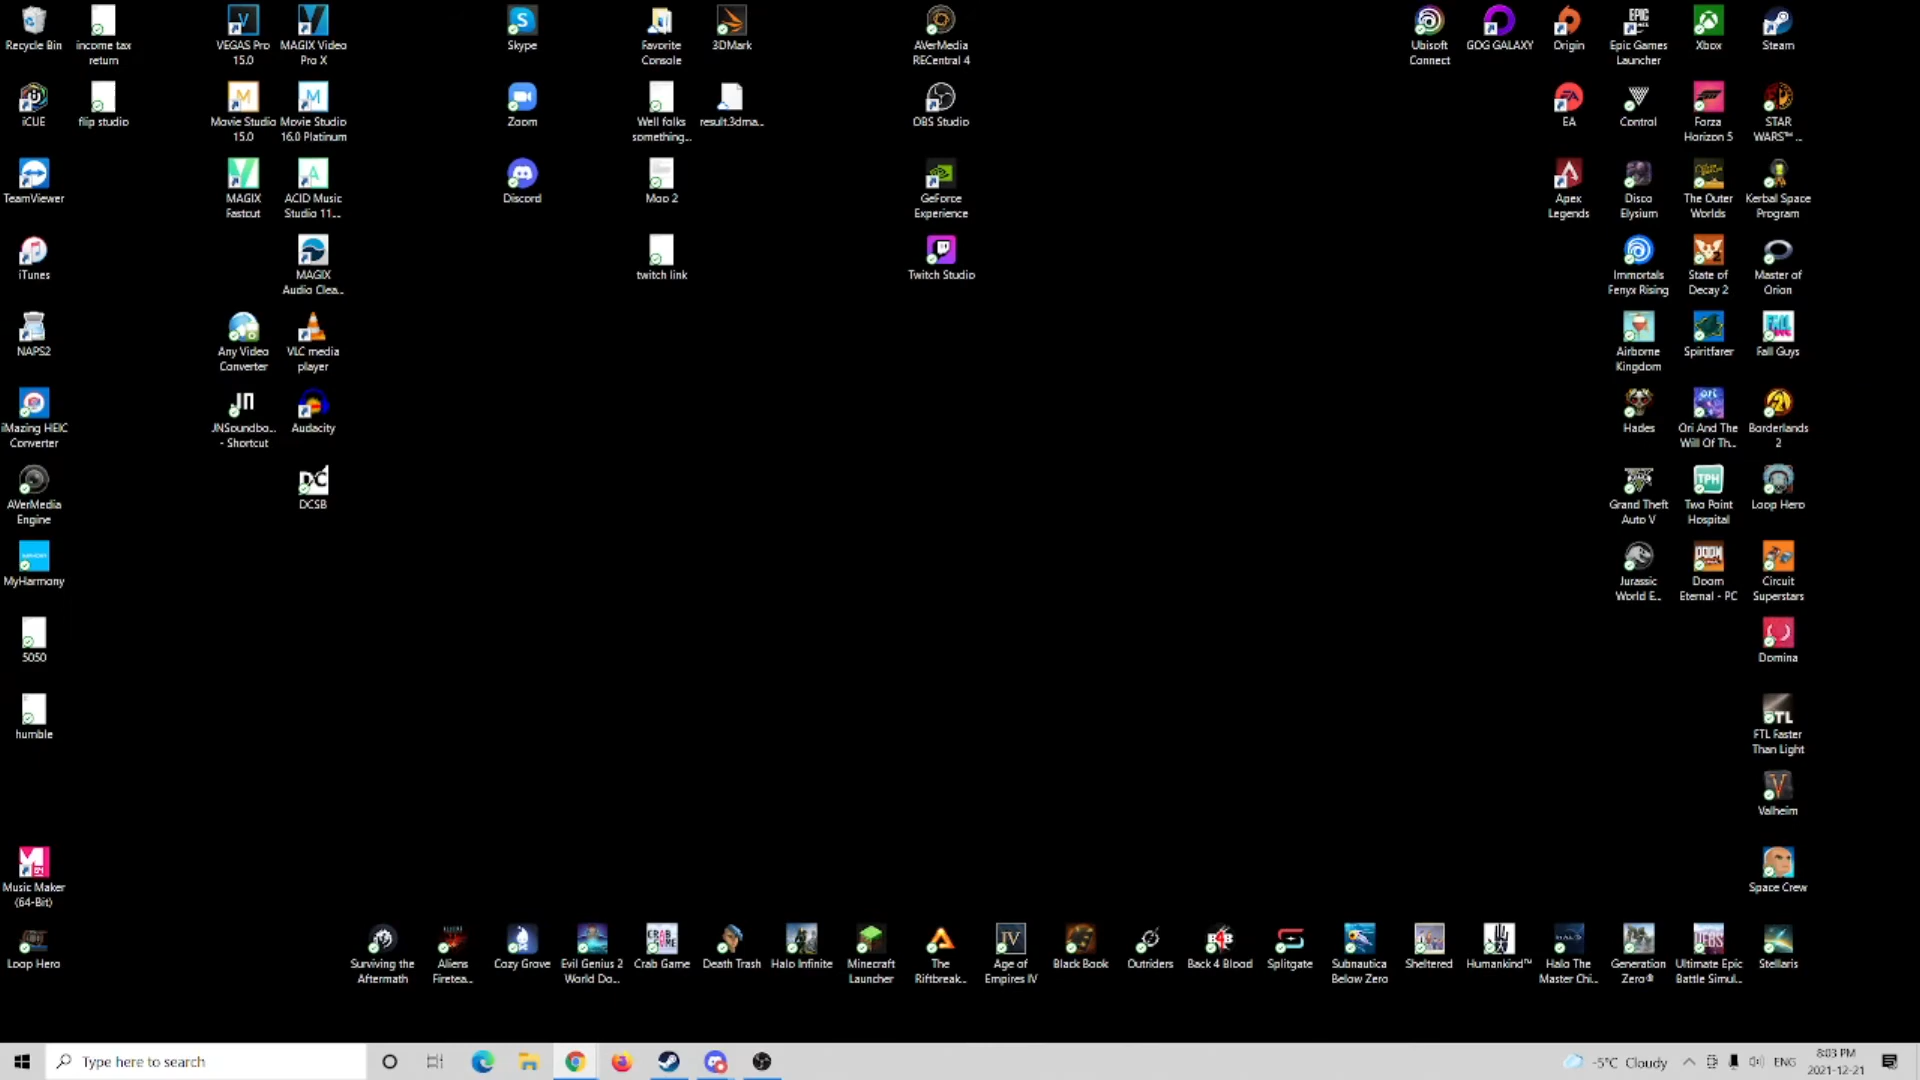 Recycle Bin
income tax
return
VEGAS Pro
15.0
MAGIX Video
Pro X
Skype
Favorite
Console
3DMark
AVerMedia
RECentral 4
Ubisoft
Connect
GOG GALAXY
Origin
Epic Games
Launcher
Xbox
Steam
iCUE
flip studio
Movie Studio
15.0
Movie Studio
16.0 Platinum
Zoom
Well folks
something...
result.3dma...
OBS Studio
EA
Control
Forza
Horizon 5
STAR
WARS™ ...
TeamViewer
MAGIX
Fastcut
ACID Music
Studio 11...
Discord
Moo 2
GeForce
Experience
Apex
Legends
Disco
Elysium
The Outer
Worlds
Kerbal Space
Program
iTunes
MAGIX
Audio Clea...
twitch link
Twitch Studio
Immortals
Fenyx Rising
State of
Decay 2
Master of
Orion
NAPS2
Any Video
Converter
VLC media
player
Airborne
Kingdom
Spiritfarer
Fall Guys
iMazing HEIC
Converter
JNSoundbo...
- Shortcut
Audacity
Hades
Ori And The
Will Of Th...
Borderlands
2
AVerMedia
Engine
DCSB
Grand Theft
Auto V
Two Point
Hospital
Loop Hero
MyHarmony
Jurassic
World E...
Doom
Eternal - PC
Circuit
Superstars
5050
Domina
humble
FTL Faster
Than Light
Valheim
Music Maker
(64-Bit)
Space Crew
Loop Hero
Surviving the
Aftermath
Aliens
Firetea...
Cozy Grove
Evil Genius 2
World Do...
Crab Game
Death Trash
Halo Infinite
Minecraft
Launcher
The
Riftbreak...
Age of
Empires IV
Black Book
Outriders
Back 4 Blood
Splitgate
Subnautica
Below Zero
Sheltered
Humankind™
Halo The
Master Chi...
Generation
Zero®
Ultimate Epic
Battle Simul...
Stellaris
Type here to search
-5°C Cloudy
ENG
8:03 PM
2021-12-21